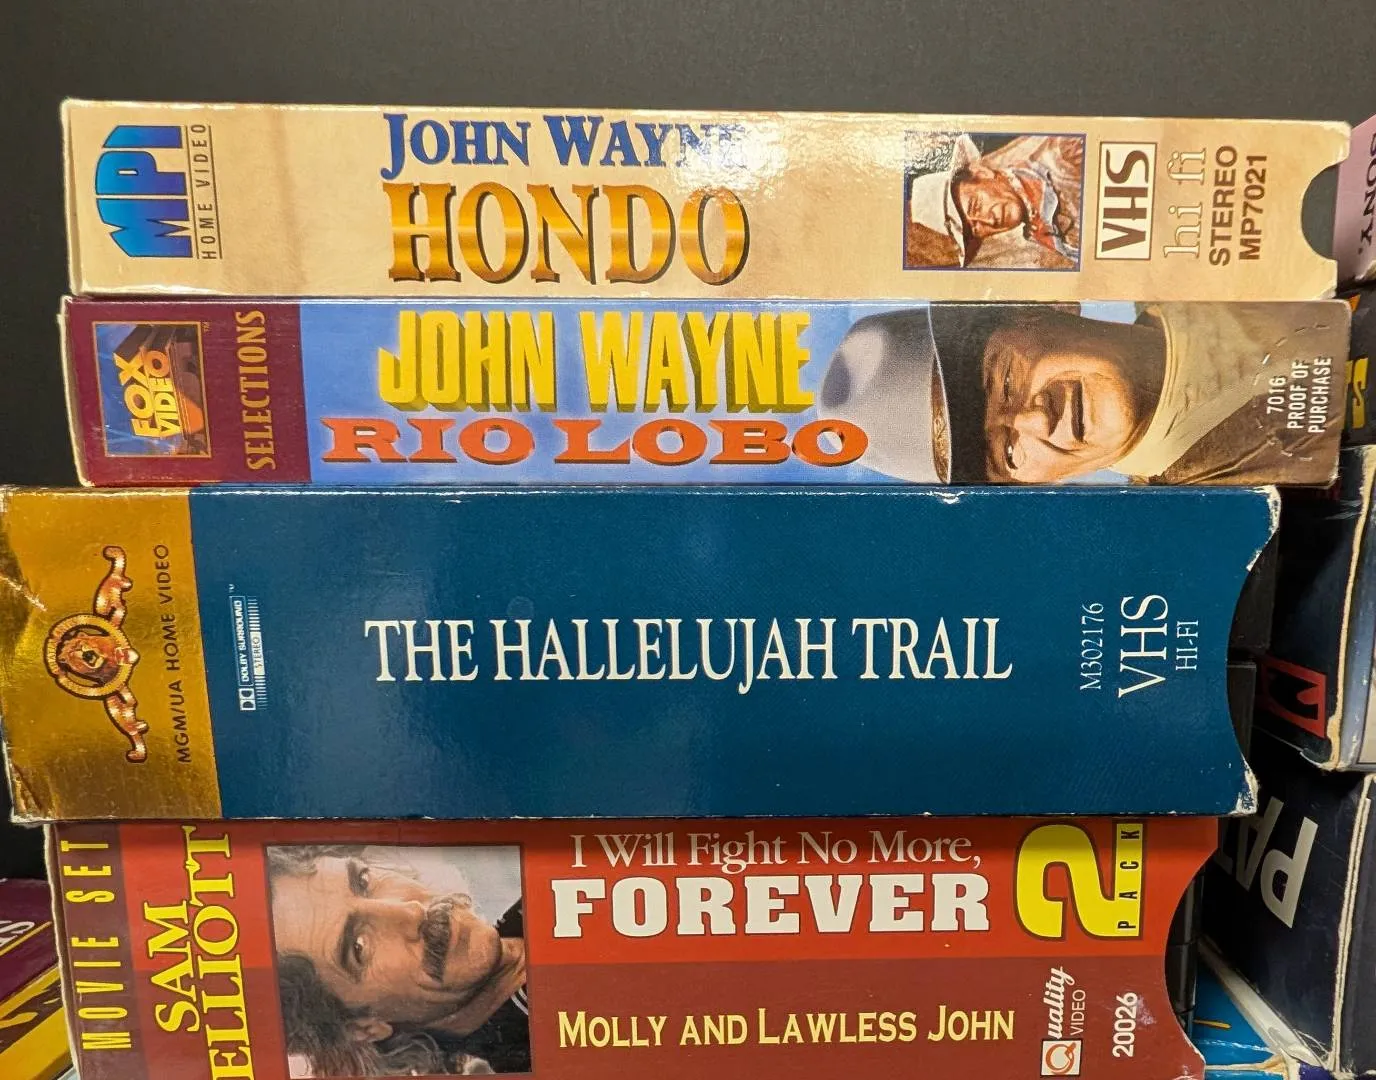 MPI
HOME VIDEO
JOHN WAYNE
HONDO
VHS
hi fi
STEREO
MP7021
FOX
VIDEO
TM
SELECTIONS
JOHN WAYNE
RIO LOBO
7016
PROOF OF
PURCHASE
MGM/UA HOME VIDEO
DOLBY SURROUND
STEREO
THE HALLELUJAH TRAIL
M302176
VHS
HI-FI
MOVIE SET
SAM
ELLIOTT
I Will Fight No More,
FOREVER
2
PACK
MOLLY AND LAWLESS JOHN
Quality
VIDEO
20026